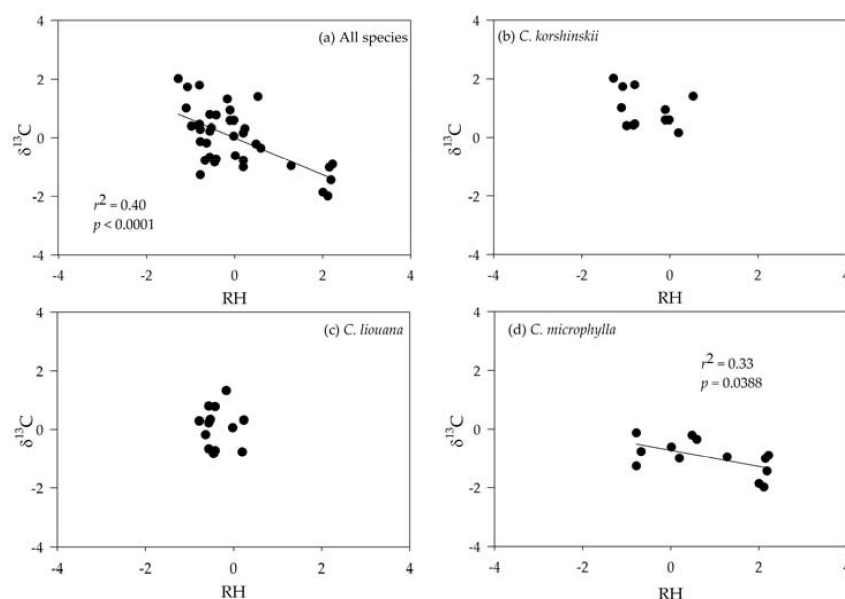 4
(a) All species
2
δ13C
0
-2
r2 = 0.40
p < 0.0001
-4
-4
-2
0
2
4
RH
4
(b) C. korshinskii
2
δ13C
0
-2
-4
-4
-2
0
2
4
RH
4
(c) C. liouana
2
δ13C
0
-2
-4
-4
-2
0
2
4
RH
4
(d) C. microphylla
2
r2 = 0.33
p = 0.0388
δ13C
0
-2
-4
-4
-2
0
2
4
RH